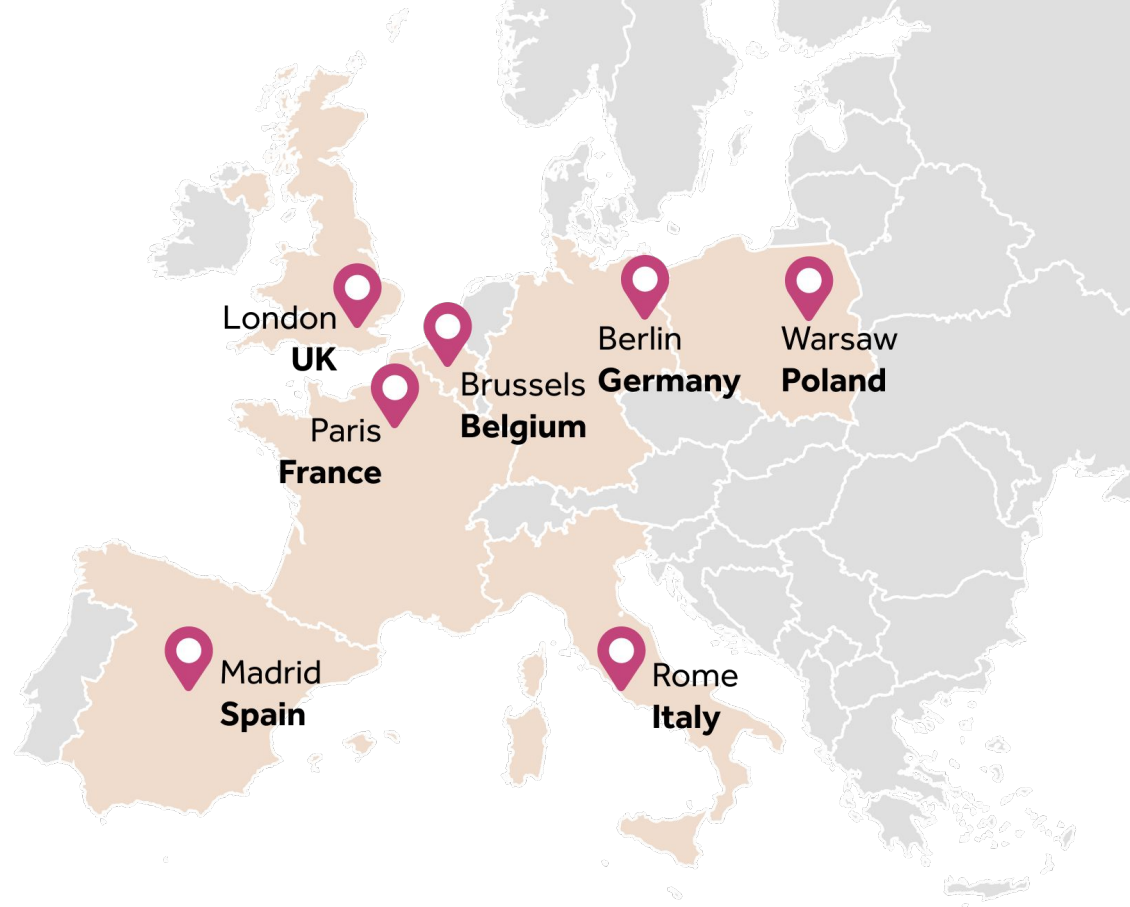 London
UK
Brussels
Belgium
Paris
France
Berlin
Germany
Warsaw
Poland
Madrid
Spain
Rome
Italy